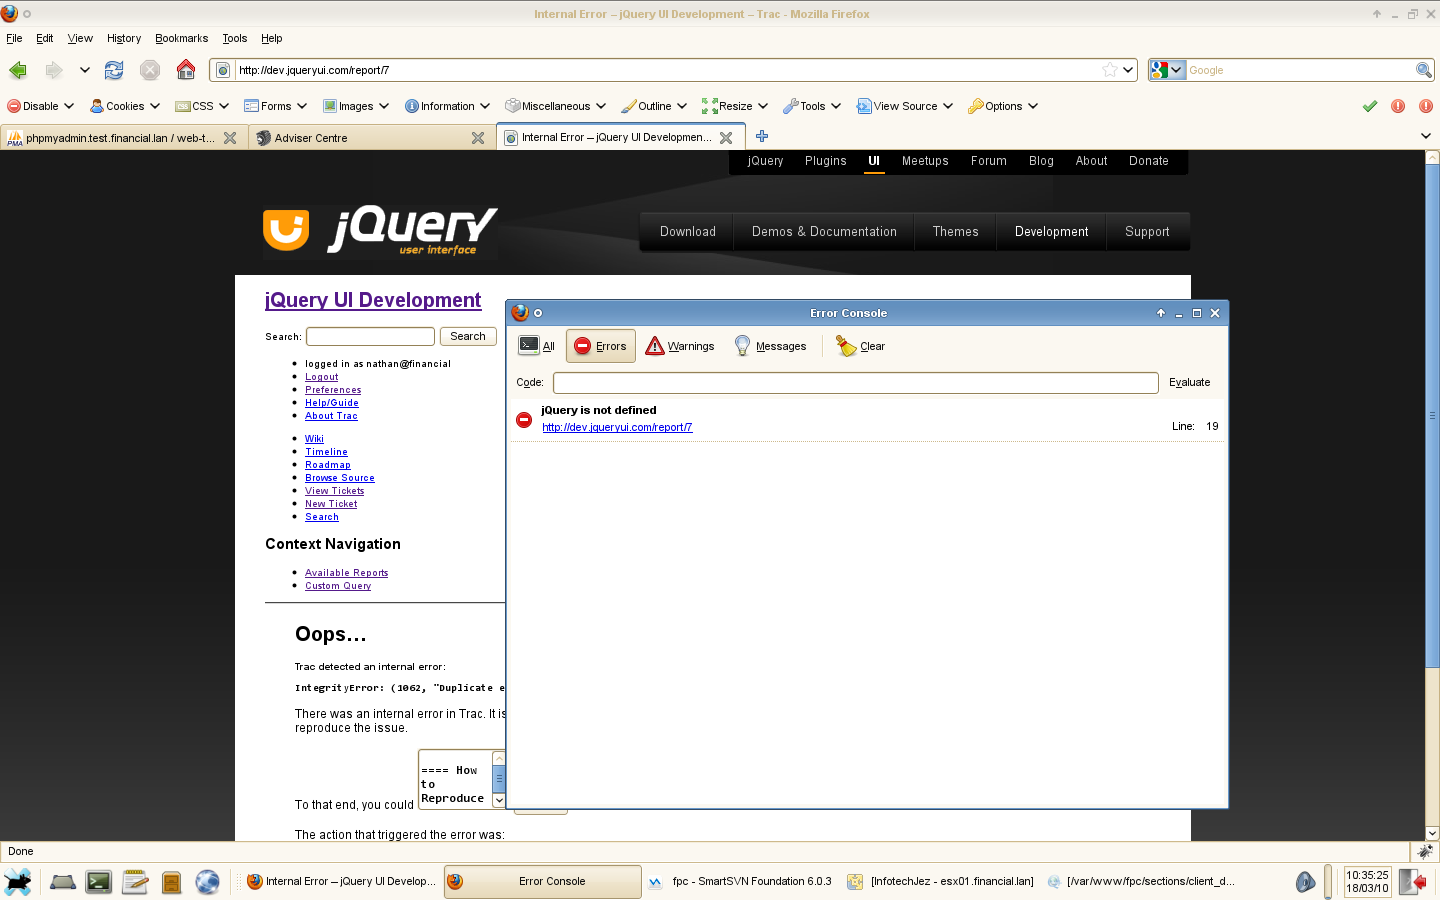 Internal Error – jQuery UI Development – Trac - Mozilla Firefox
File Edit View History Bookmarks Tools Help
http://dev.jqueryui.com/report/7
Google
Disable Cookies CSS Forms Images Information Miscellaneous Outline Resize Tools View Source Options
phpmyadmin.test.financial.lan / web-t...
Adviser Centre
Internal Error – jQuery UI Developmen...
jQuery Plugins UI Meetups Forum Blog About Donate
jQuery
user interface
Download Demos & Documentation Themes Development Support
jQuery UI Development
Search:
Search
logged in as nathan@financial
Logout
Preferences
Help/Guide
About Trac
Wiki
Timeline
Roadmap
Browse Source
View Tickets
New Ticket
Search
Context Navigation
Available Reports
Custom Query
Oops…
Trac detected an internal error:
IntegrityError: (1062, "Duplicate e
There was an internal error in Trac. It is
reproduce the issue.
==== How
to
Reproduce
To that end, you could
The action that triggered the error was:
Error Console
All Errors Warnings Messages Clear
Code:
Evaluate
jQuery is not defined
http://dev.jqueryui.com/report/7
Line: 19
Done
Internal Error – jQuery UI Develop...
Error Console
fpc - SmartSVN Foundation 6.0.3
[InfotechJez - esx01.financial.lan]
[/var/www/fpc/sections/client_d...
10:35:25
18/03/10